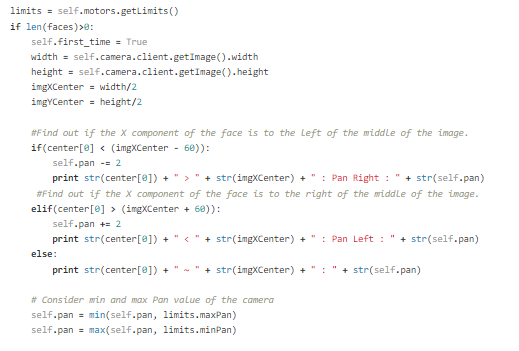 limits = self.motors.getLimits()
if len(faces)>0:
    self.first_time = True
    width = self.camera.client.getImage().width
    height = self.camera.client.getImage().height
    imgXCenter = width/2
    imgYCenter = height/2

    #Find out if the X component of the face is to the left of the middle of the image.
    if(center[0] < (imgXCenter - 60)):
        self.pan -= 2
        print str(center[0]) + " > " + str(imgXCenter) + " : Pan Right : " + str(self.pan)
     #Find out if the X component of the face is to the right of the middle of the image.
    elif(center[0] > (imgXCenter + 60)):
        self.pan += 2
        print str(center[0]) + " < " + str(imgXCenter) + " : Pan Left : " + str(self.pan)
    else:
        print str(center[0]) + " ~ " + str(imgXCenter) + " : " + str(self.pan)

    # Consider min and max Pan value of the camera
    self.pan = min(self.pan, limits.maxPan)
    self.pan = max(self.pan, limits.minPan)